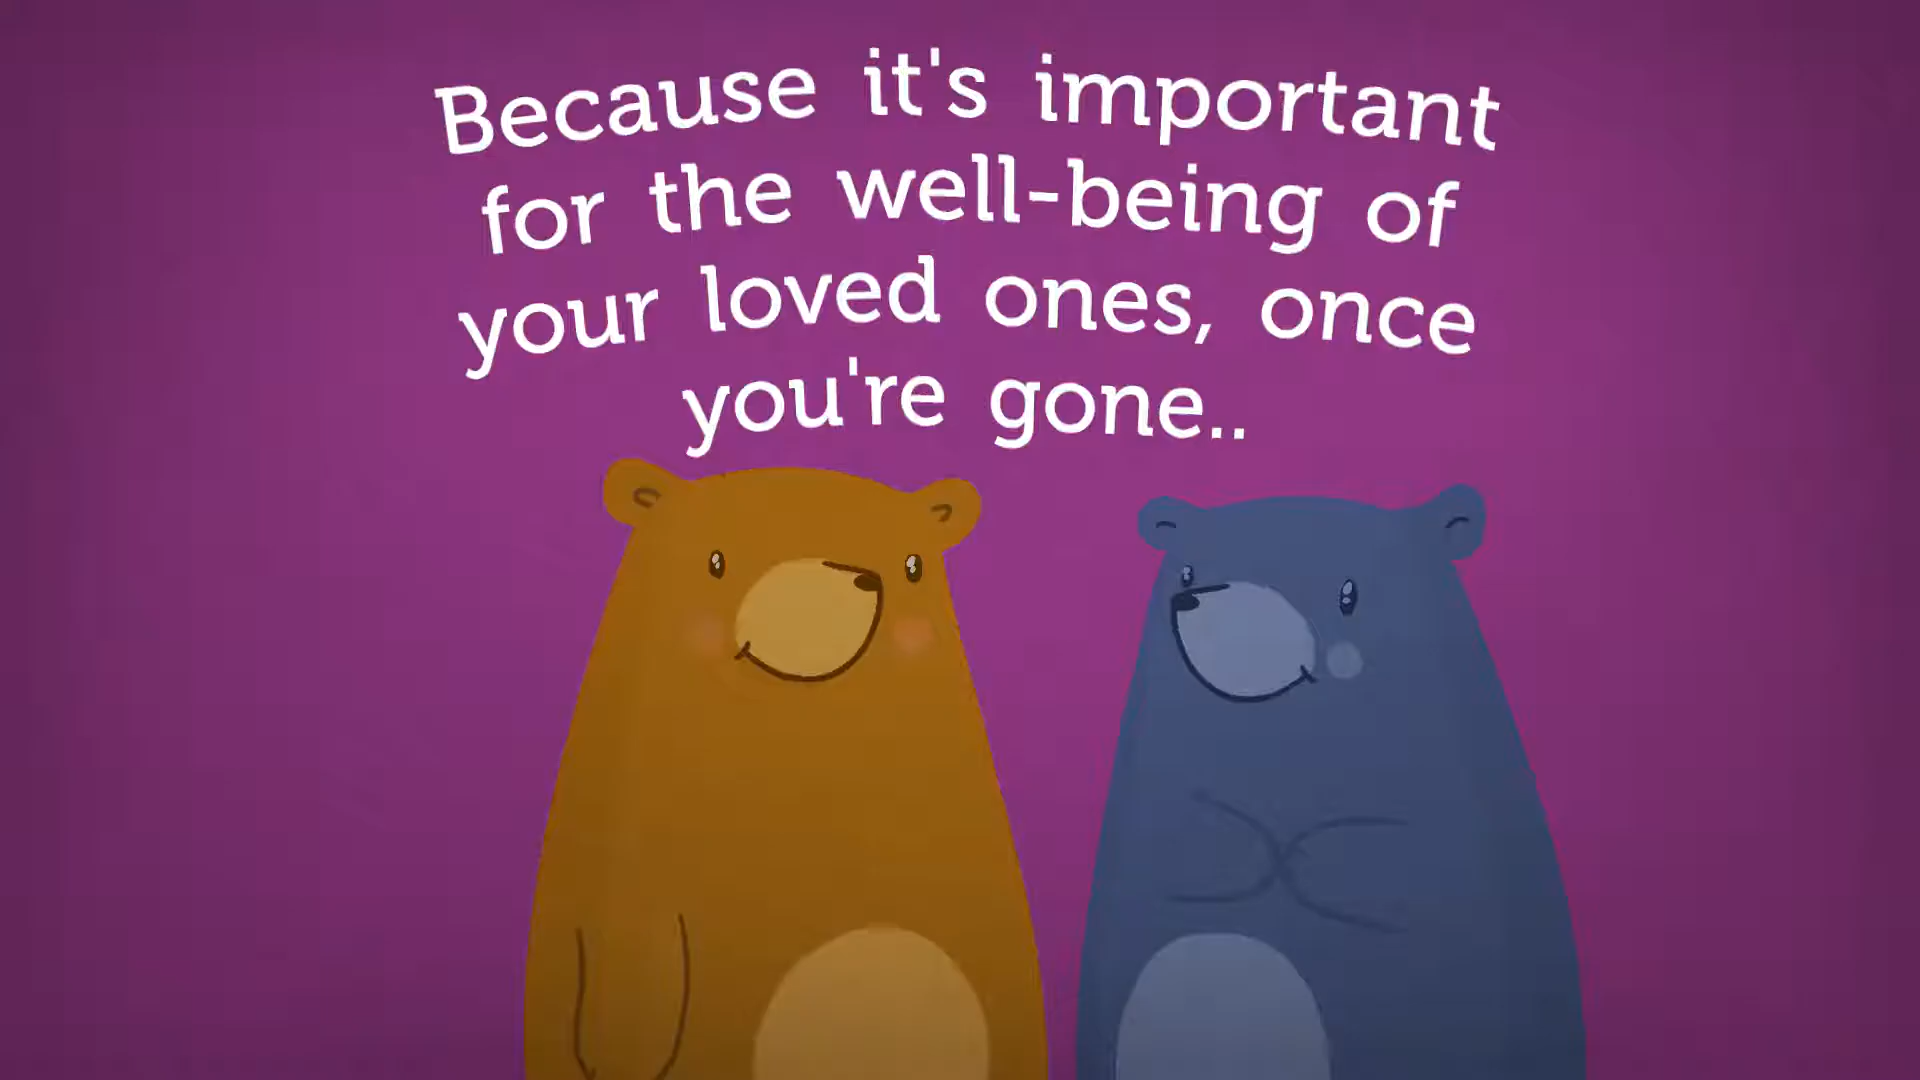 Because it's important
for the well-being of
your loved ones, once
you're gone..